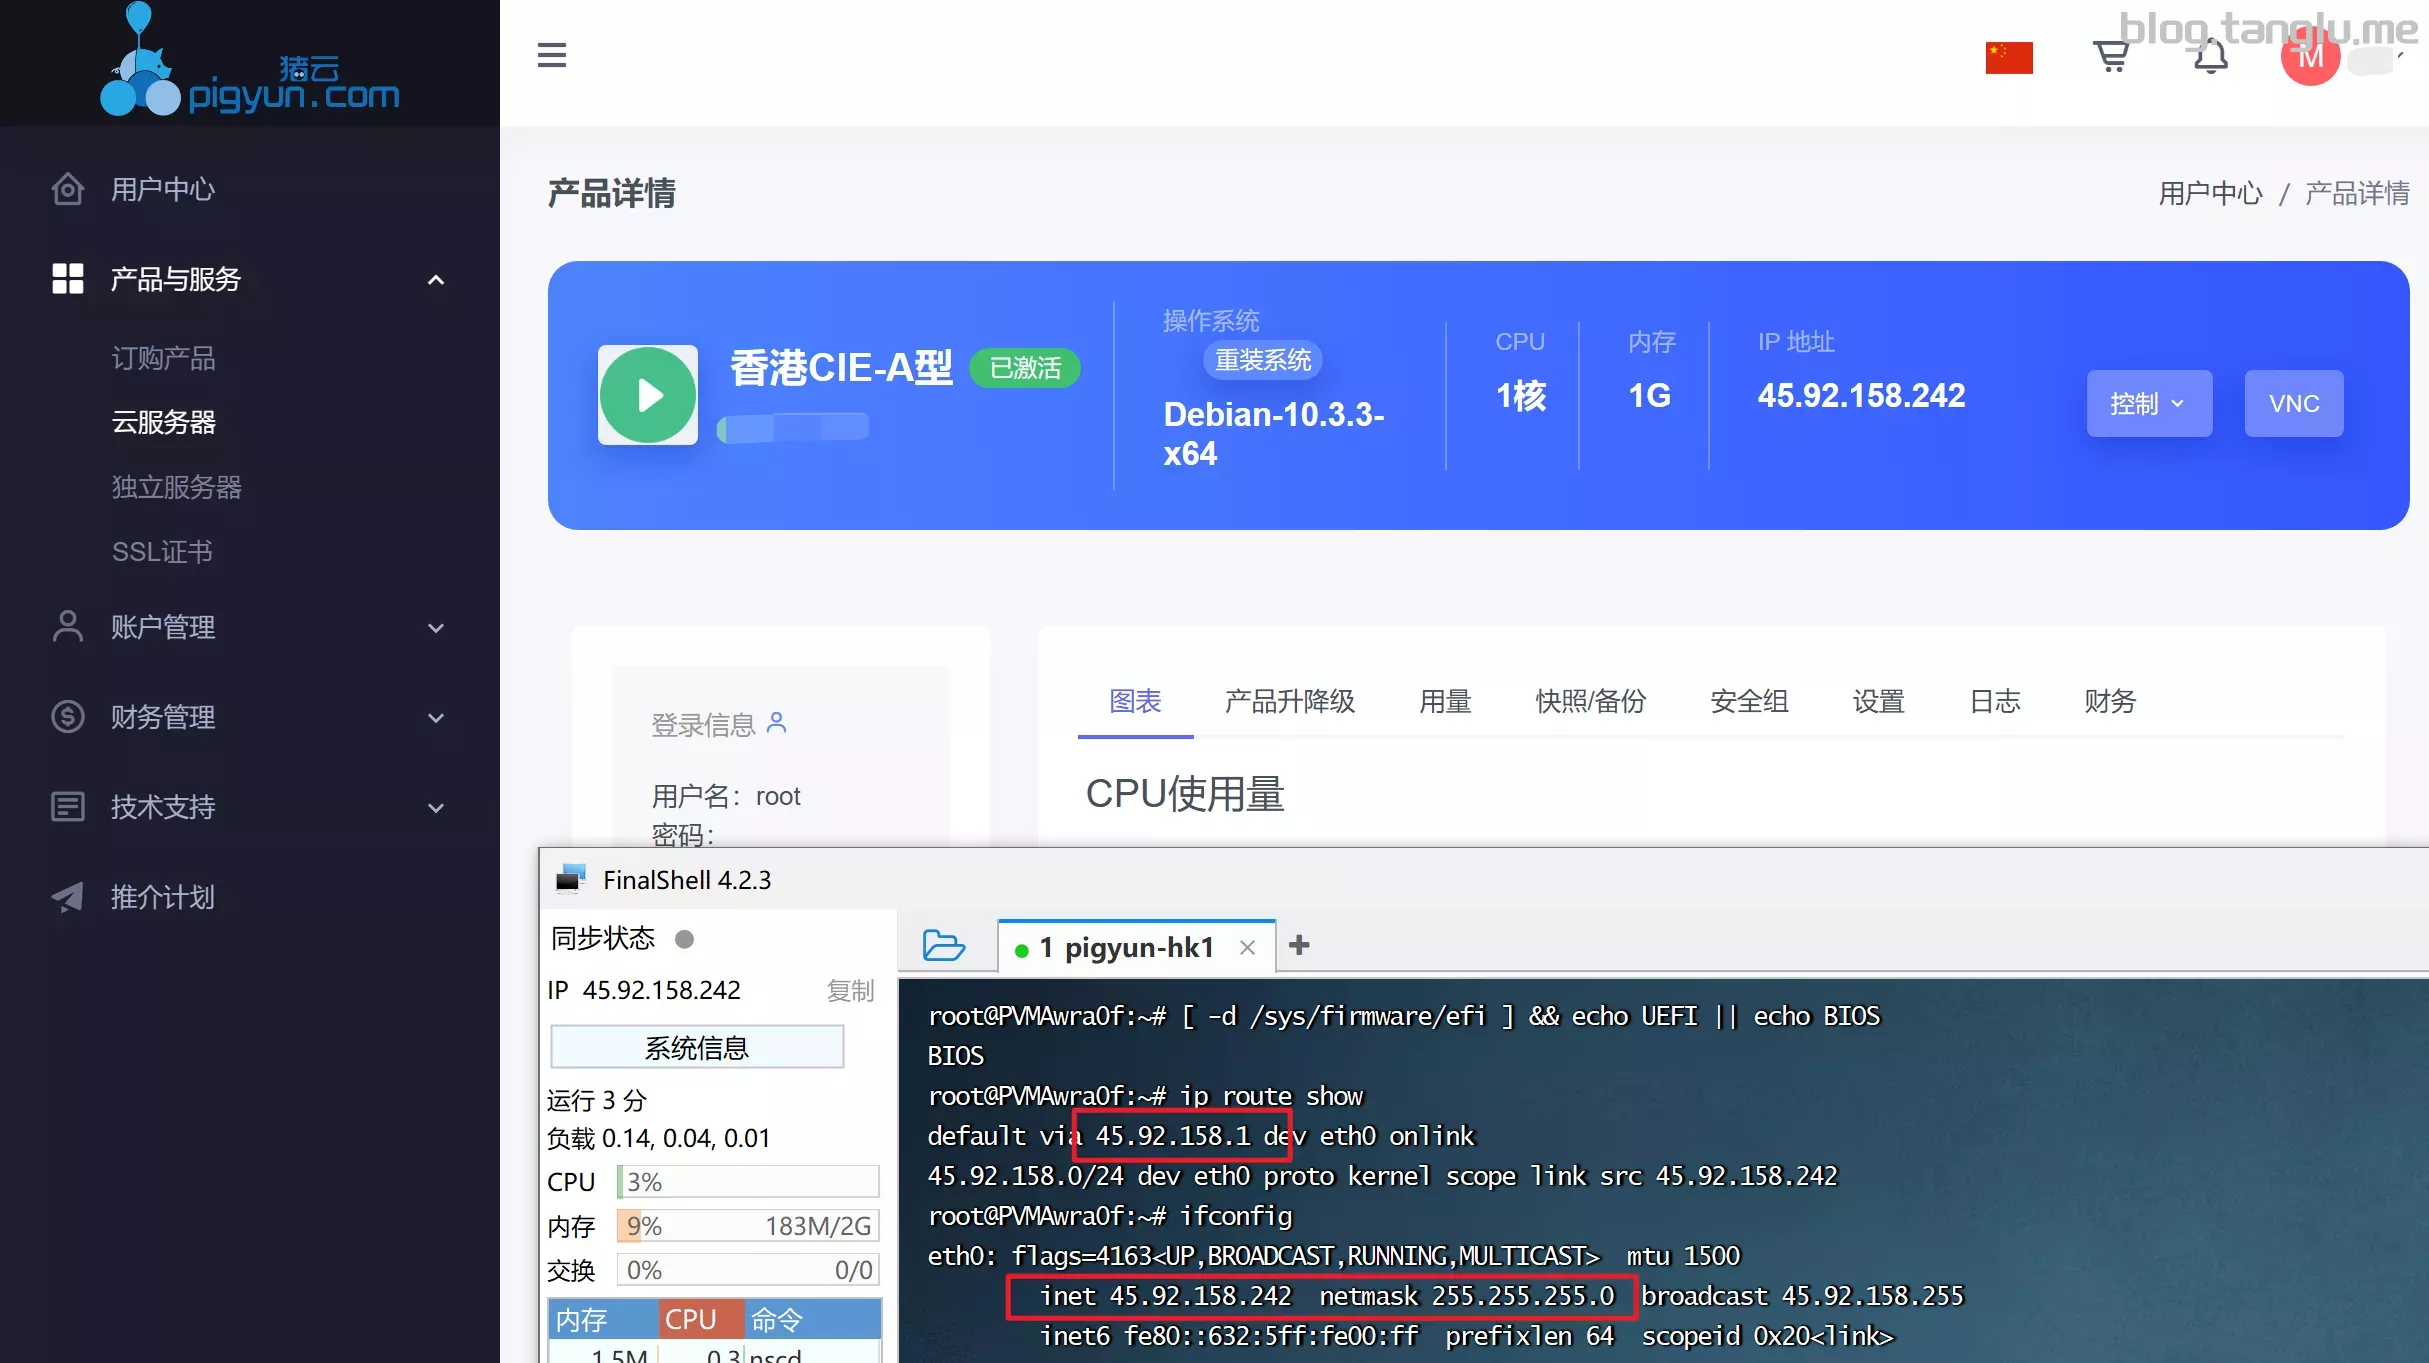 blog.tanglu.me
猪云
pigyun.com
M
用户中心
产品与服务
订购产品
云服务器
独立服务器
SSL证书
账户管理
财务管理
技术支持
推介计划
产品详情
用户中心 / 产品详情
香港CIE-A型 已激活
操作系统
重装系统
Debian-10.3.3-
x64
CPU
1核
内存
1G
IP 地址
45.92.158.242
控制
VNC
登录信息
用户名：root
密码：
图表 产品升降级 用量 快照/备份 安全组 设置 日志 财务
CPU使用量
FinalShell 4.2.3
同步状态
IP 45.92.158.242 复制
系统信息
运行 3 分
负载 0.14, 0.04, 0.01
CPU 3%
内存 9% 183M/2G
交换 0% 0/0
内存 CPU 命令
1.5M 0.3 nscd
1 pigyun-hk1 × +
root@PVMAwraOf:~# [ -d /sys/firmware/efi ] && echo UEFI || echo BIOS
BIOS
root@PVMAwraOf:~# ip route show
default via 45.92.158.1 dev eth0 onlink
45.92.158.0/24 dev eth0 proto kernel scope link src 45.92.158.242
root@PVMAwraOf:~# ifconfig
eth0: flags=4163<UP,BROADCAST,RUNNING,MULTICAST>  mtu 1500
inet 45.92.158.242  netmask 255.255.255.0  broadcast 45.92.158.255
inet6 fe80::632:5ff:fe00:ff  prefixlen 64  scopeid 0x20<link>